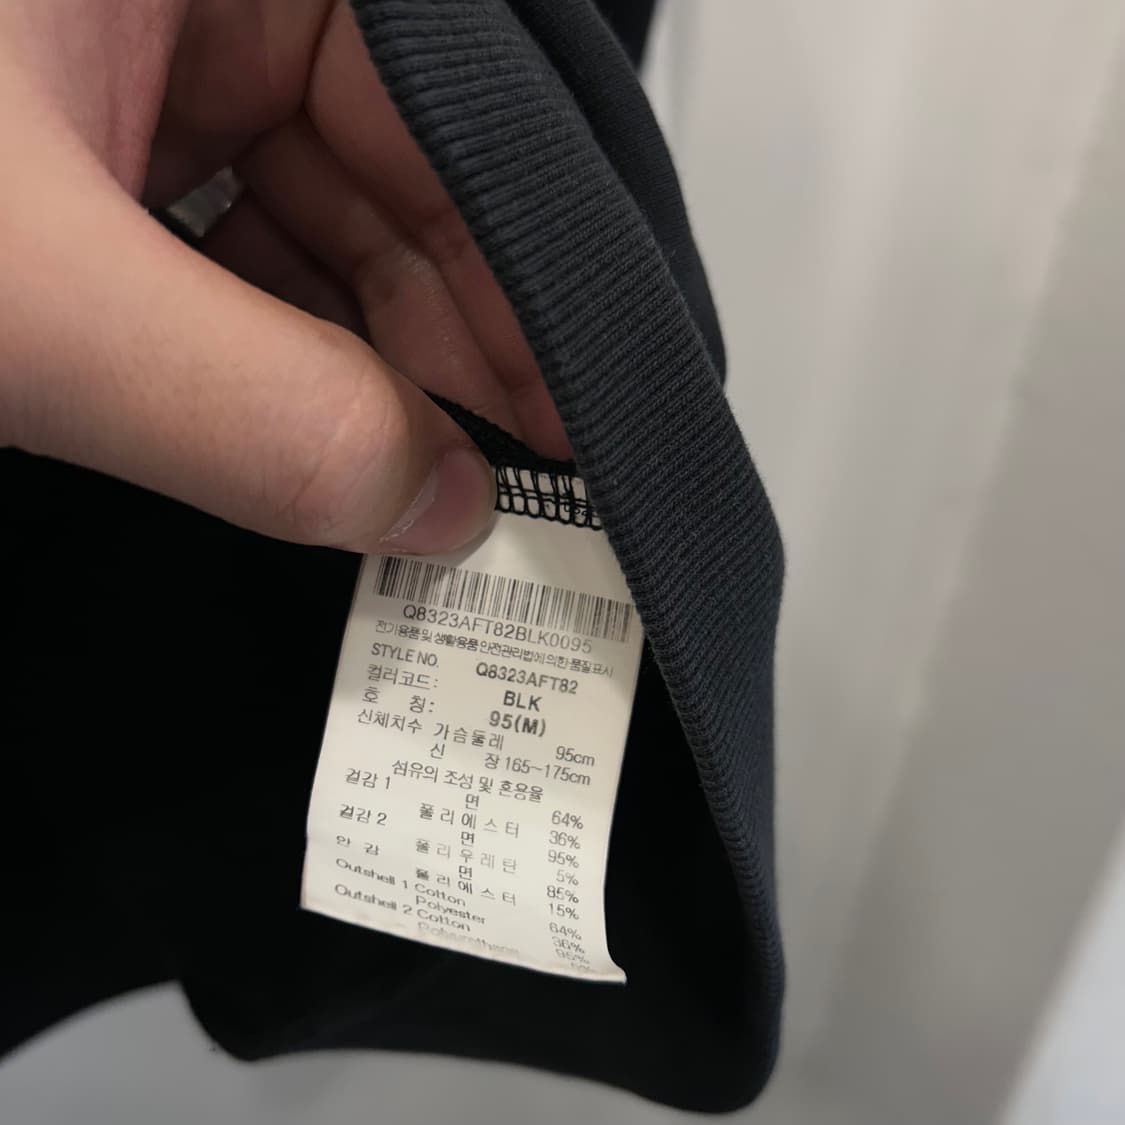 Q8323AFT82BLK0095
전기용품 및 생활용품 안전관리법에 의한 품질표시
STYLE NO. Q8323AFT82
컬러코드: BLK
호 칭: 95(M)
신체치수 가슴둘레 95cm
신 장 165~175cm
섬유의 조성 및 혼용율
겉감 1 면 64%
폴리에스터 36%
겉감 2 면 95%
폴리우레탄 5%
안 감 면 85%
폴리에스터 15%
Outshell 1 Cotton 64%
Polyester 36%
Outshell 2 Cotton 95%
Polyurethane 5%